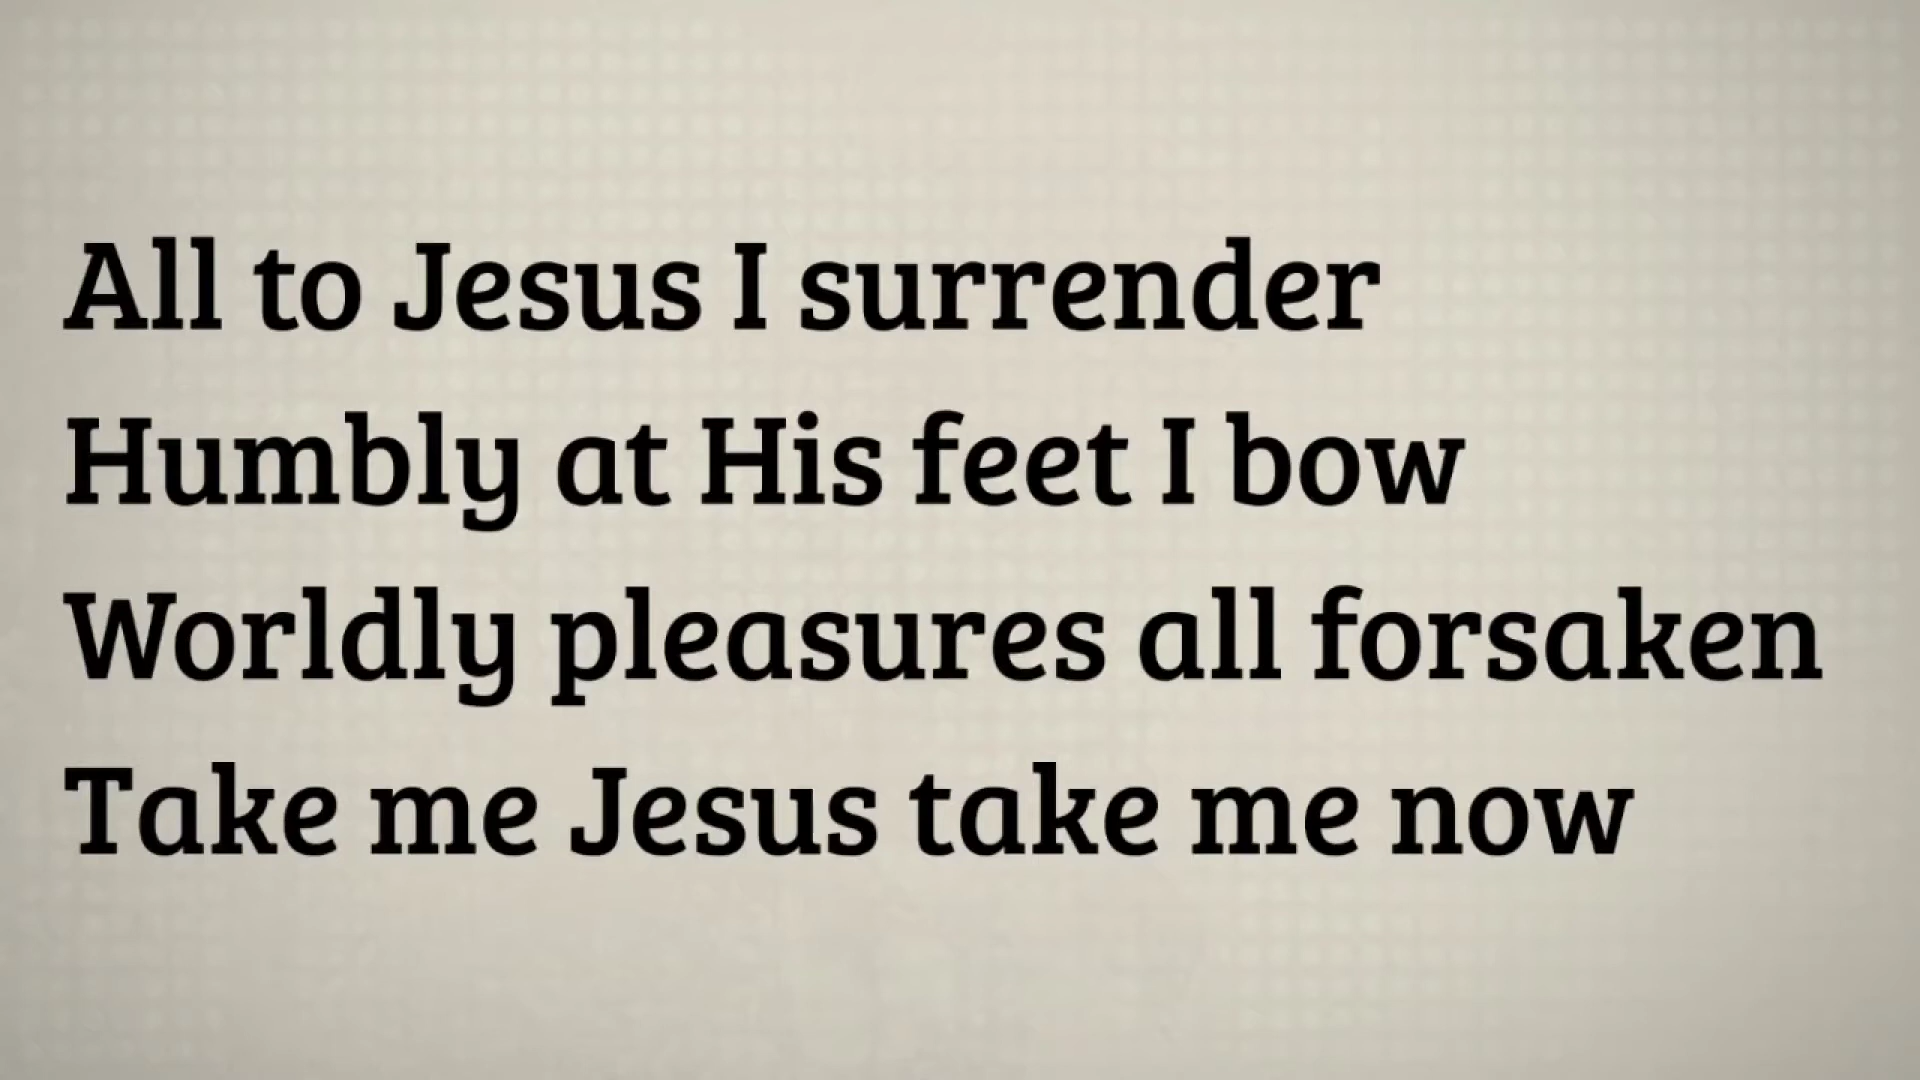 All to Jesus I surrender
Humbly at His feet I bow
Worldly pleasures all forsaken
Take me Jesus take me now